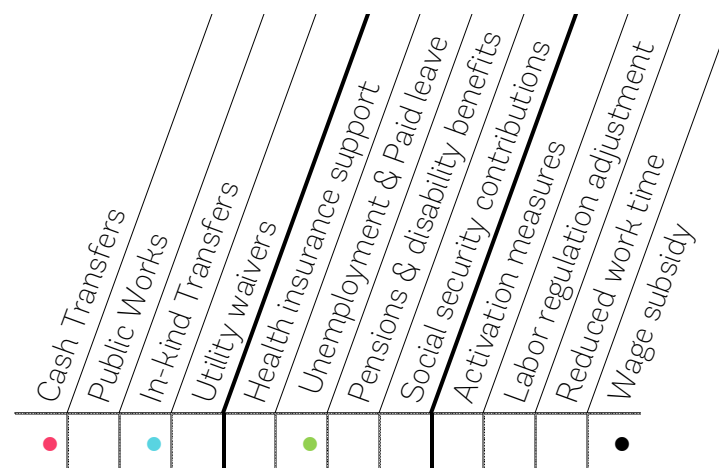 Cash Transfers
Public Works
In-kind Transfers
Utility waivers
Health insurance support
Unemployment & Paid leave
Pensions & disability benefits
Social security contributions
Activation measures
Labor regulation adjustment
Reduced work time
Wage subsidy